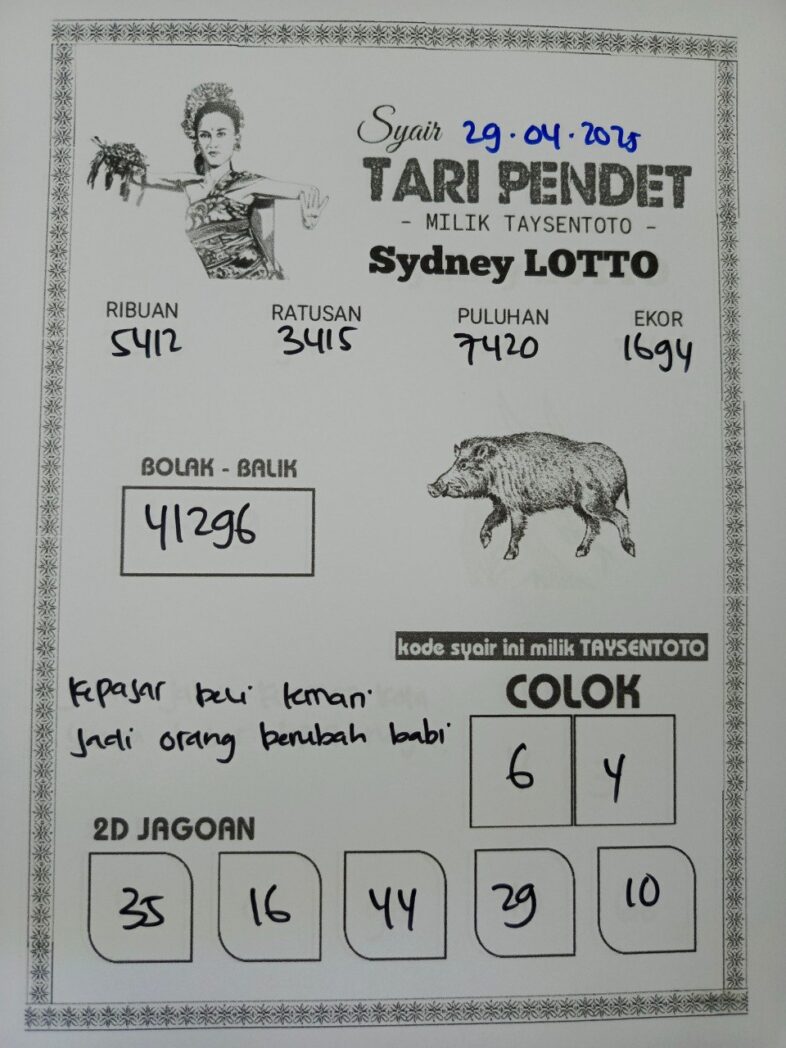 Syair 29.04.2025
TARI PENDET
- MILIK TAYSENTOTO -
Sydney LOTTO
RIBUAN RATUSAN PULUHAN EKOR
5412 3415 7420 1694
BOLAK - BALIK
41296
kode syair ini milik TAYSENTOTO
kepasar beli lemari
Jadi orang berubah babi
COLOK
6 4
2D JAGOAN
35 16 44 29 10